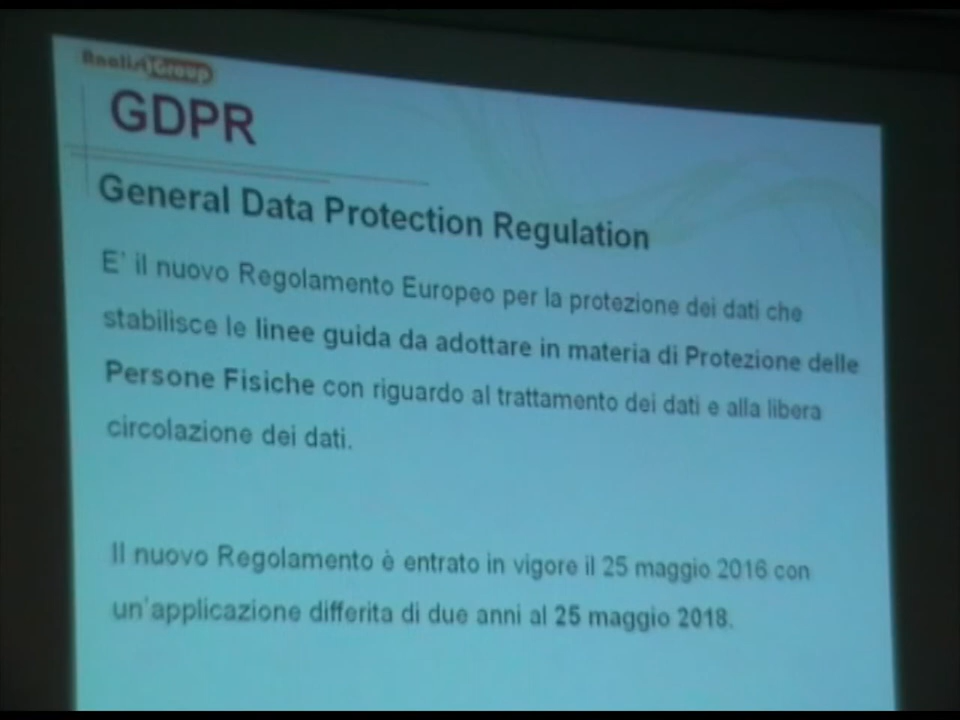 Analist Group
GDPR
General Data Protection Regulation
E' il nuovo Regolamento Europeo per la protezione dei dati che
stabilisce le linee guida da adottare in materia di Protezione delle
Persone Fisiche con riguardo al trattamento dei dati e alla libera
circolazione dei dati.
Il nuovo Regolamento è entrato in vigore il 25 maggio 2016 con
un'applicazione differita di due anni al 25 maggio 2018.